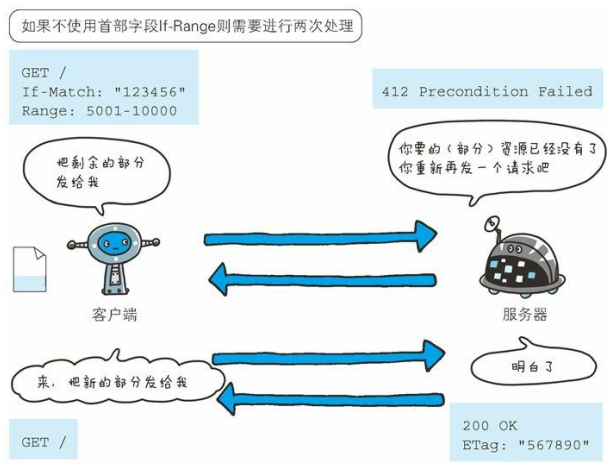 如果不使用首部字段If-Range则需要进行两次处理
GET /
If-Match: "123456"
Range: 5001-10000
412 Precondition Failed
把剩余的部分
发给我
你要的（部分）资源已经没有了
你重新再发一个请求吧
客户端
服务器
来，把新的部分发给我
明白了
GET /
200 OK
ETag: "567890"